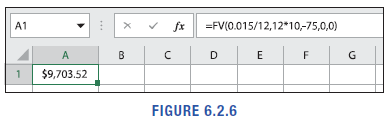 A1 fx =FV(0.015/12,12*10,-75,0,0)
A B C D E F G
1 $9,703.52
FIGURE 6.2.6